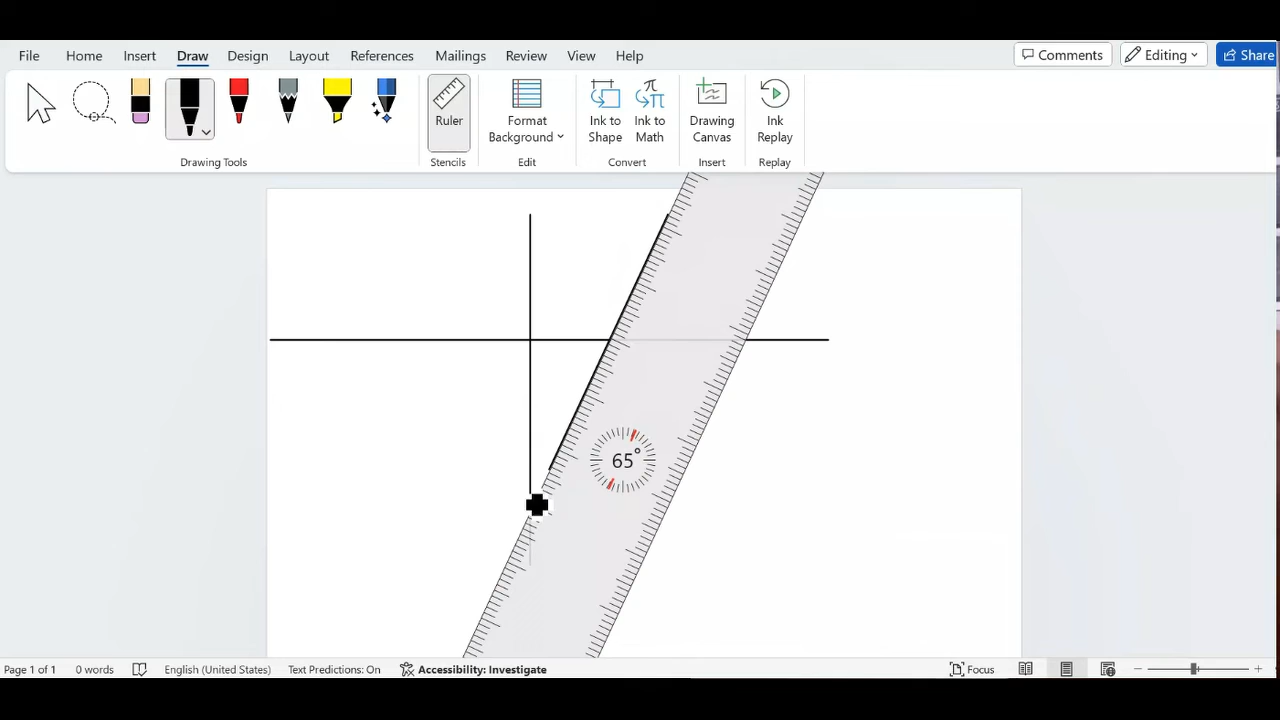 File Home Insert Draw Design Layout References Mailings Review View Help Comments Editing Share
Ruler Format Background Ink to Shape Ink to Math Drawing Canvas Ink Replay
Drawing Tools Stencils Edit Convert Insert Replay
65°
Page 1 of 1 0 words English (United States) Text Predictions: On Accessibility: Investigate Focus